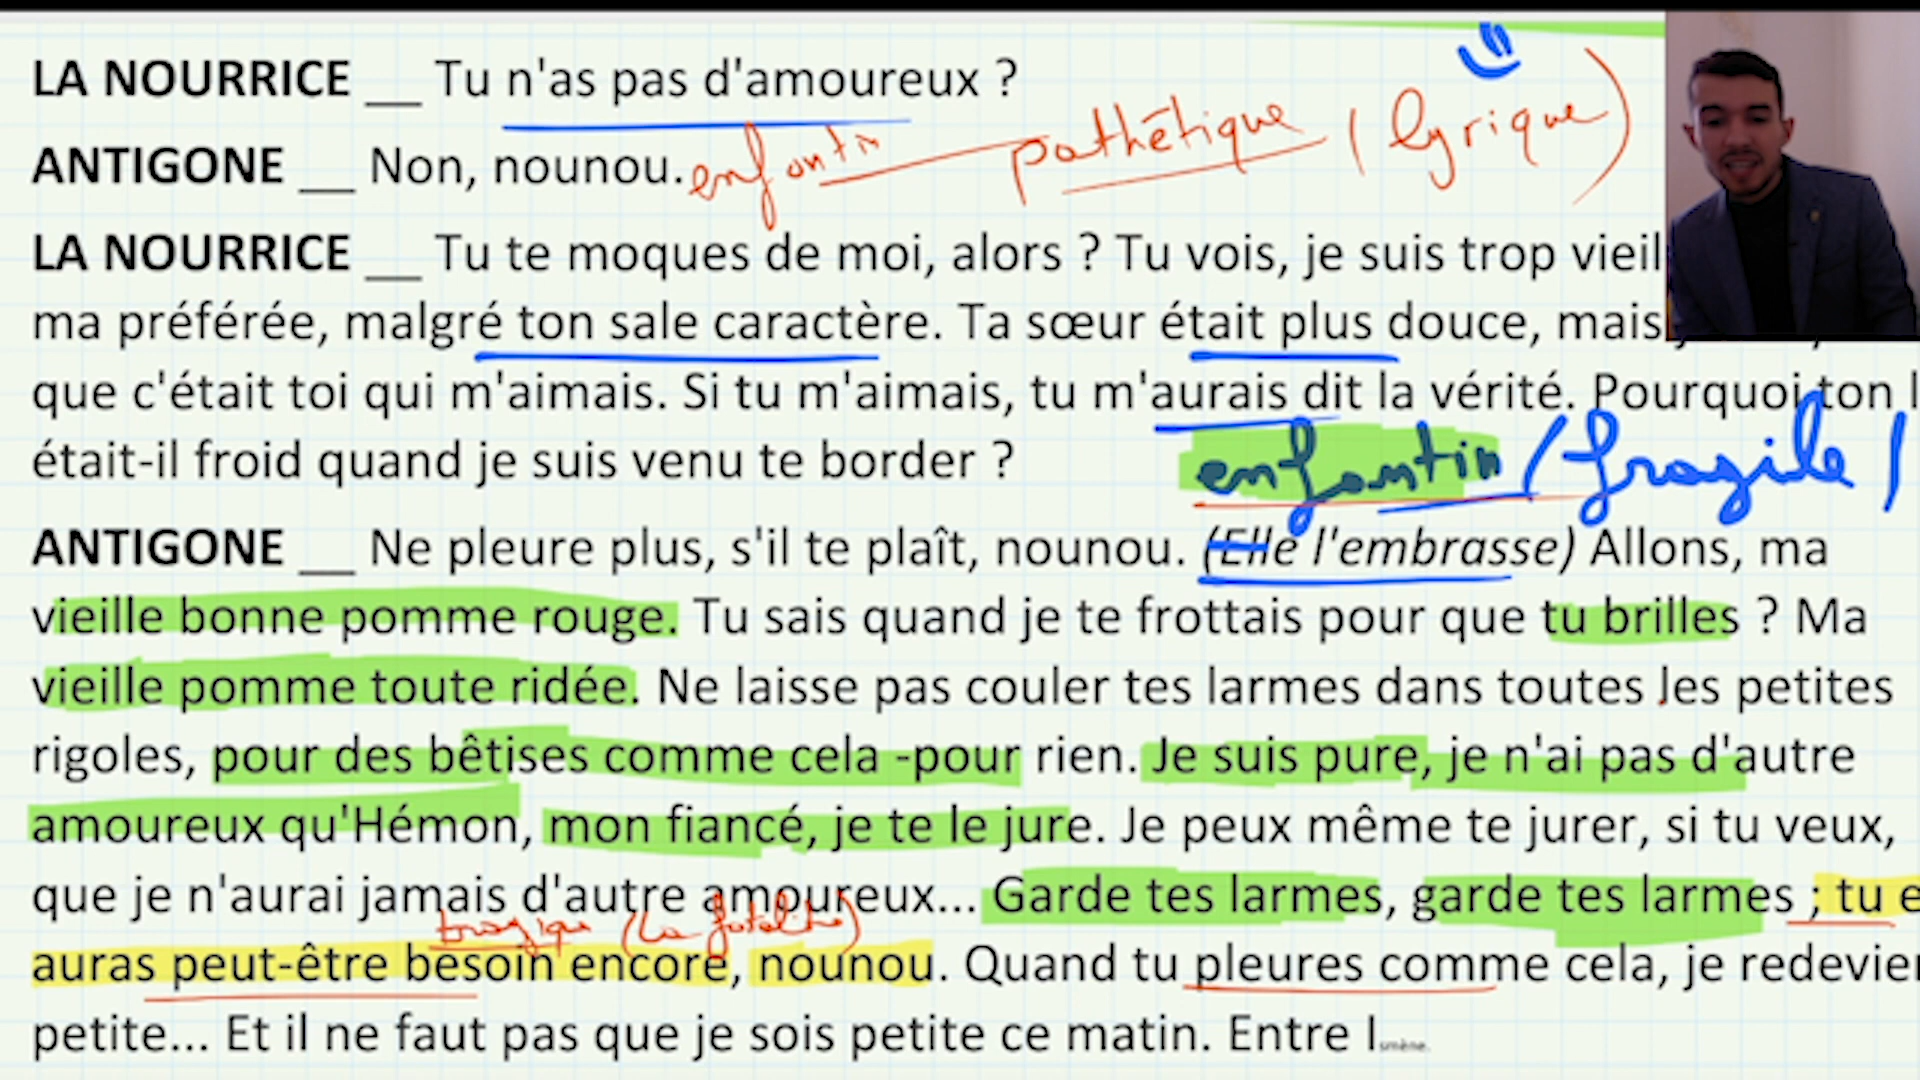 LA NOURRICE __ Tu n'as pas d'amoureux ?
pathétique ( lyrique )
ANTIGONE __ Non, nounou. enfantin
LA NOURRICE __ Tu te moques de moi, alors ? Tu vois, je suis trop vieil
ma préférée, malgré ton sale caractère. Ta sœur était plus douce, mais
que c'était toi qui m'aimais. Si tu m'aimais, tu m'aurais dit la vérité. Pourquoi ton l
était-il froid quand je suis venu te border ?
enfantin ( fragile )
ANTIGONE __ Ne pleure plus, s'il te plaît, nounou. (Elle l'embrasse) Allons, ma
vieille bonne pomme rouge. Tu sais quand je te frottais pour que tu brilles ? Ma
vieille pomme toute ridée. Ne laisse pas couler tes larmes dans toutes les petites
rigoles, pour des bêtises comme cela -pour rien. Je suis pure, je n'ai pas d'autre
amoureux qu'Hémon, mon fiancé, je te le jure. Je peux même te jurer, si tu veux,
que je n'aurai jamais d'autre amoureux... Garde tes larmes, garde tes larmes ; tu e
tragique (La fatalité)
auras peut-être besoin encore, nounou. Quand tu pleures comme cela, je redevie
petite... Et il ne faut pas que je sois petite ce matin. Entre Ismène.